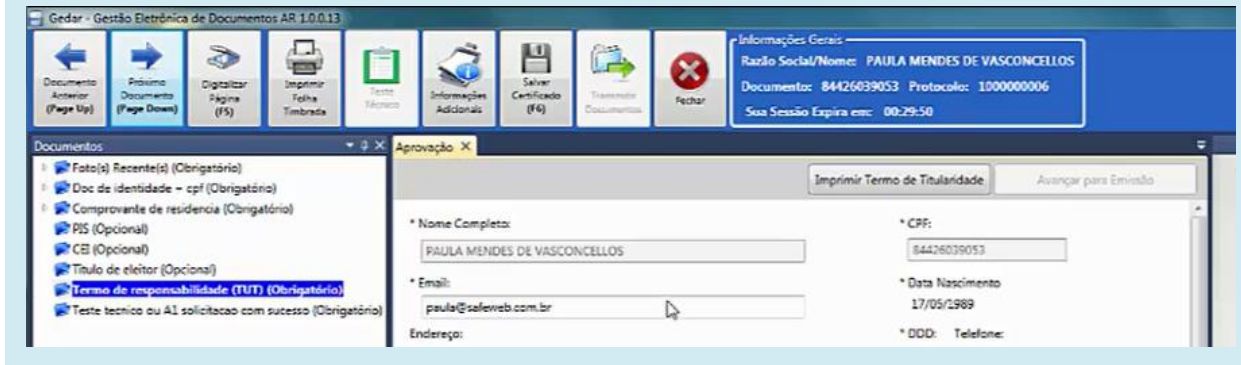 Gedar - Gestão Eletrônica de Documentos AR 1.0.0.13
Documento Anterior (Page Up)
Próximo Documento (Page Down)
Digitalizar Página (F5)
Imprimir Folha Timbrada
Teste Técnico
Informações Adicionais
Salvar Certificado (F6)
Transmitir Documentos
Fechar
Informações Gerais
Razão Social/Nome: PAULA MENDES DE VASCONCELLOS
Documento: 84426039053 Protocolo: 1000000006
Sua Sessão Expira em: 00:29:50
Documentos
Foto(s) Recente(s) (Obrigatório)
Doc de identidade - cpf (Obrigatório)
Comprovante de residencia (Obrigatório)
PIS (Opcional)
CEI (Opcional)
Titulo de eleitor (Opcional)
Termo de responsabilidade (TUT) (Obrigatório)
Teste tecnico ou A1 solicitacao com sucesso (Obrigatório)
Aprovação X
Imprimir Termo de Titularidade
Avançar para Emissão
* Nome Completo:
* CPF:
PAULA MENDES DE VASCONCELLOS
84426039053
* Email:
* Data Nascimento
paula@safeweb.com.br
17/05/1989
Endereço:
* DDD: Telefone: